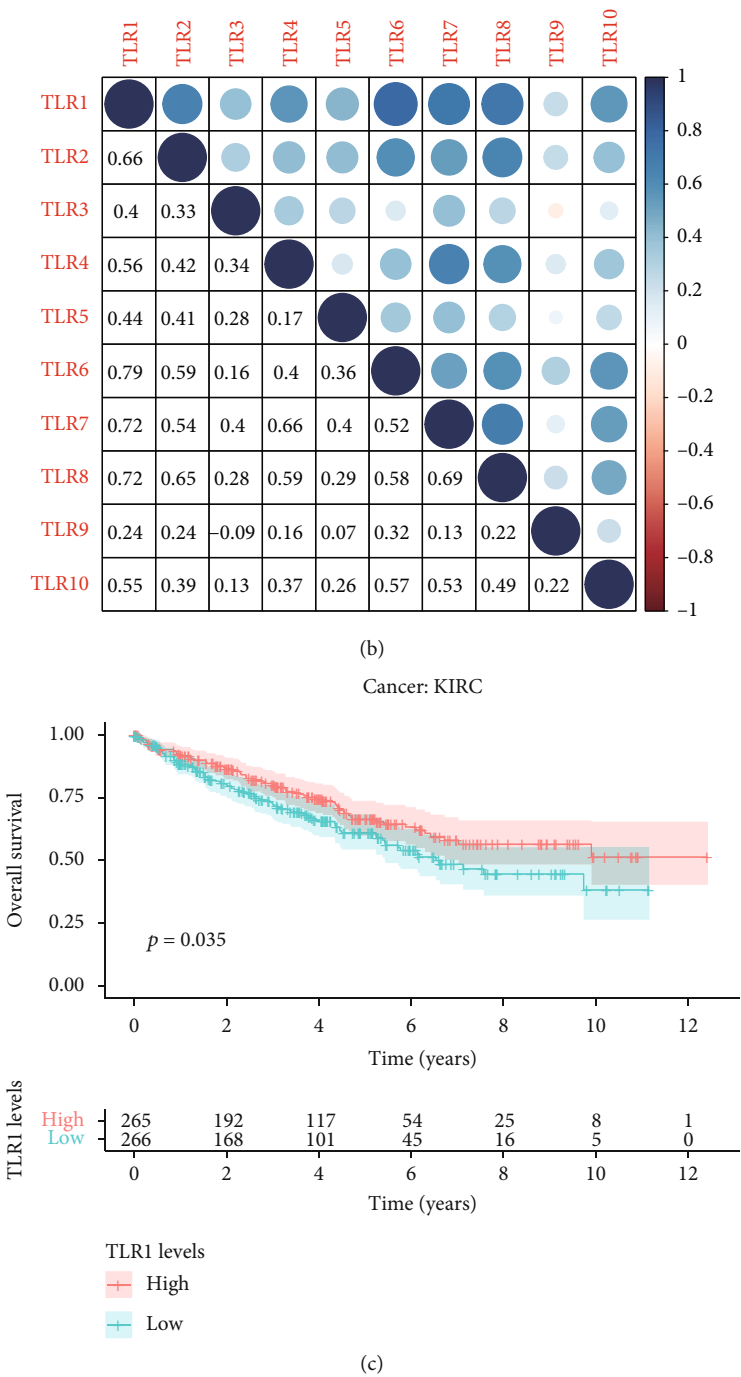 TLR1 TLR2 TLR3 TLR4 TLR5 TLR6 TLR7 TLR8 TLR9 TLR10
TLR1 1
TLR2 0.66 0.8
TLR3 0.4 0.33 0.6
TLR4 0.56 0.42 0.34 0.4
TLR5 0.44 0.41 0.28 0.17 0.2
TLR6 0.79 0.59 0.16 0.4 0.36 0
TLR7 0.72 0.54 0.4 0.66 0.4 0.52 −0.2
TLR8 0.72 0.65 0.28 0.59 0.29 0.58 0.69 −0.4
−0.6
TLR9 0.24 0.24 −0.09 0.16 0.07 0.32 0.13 0.22
−0.8
TLR10 0.55 0.39 0.13 0.37 0.26 0.57 0.53 0.49 0.22
−1
(b)
Cancer: KIRC
Overall survival
1.00
0.75
0.50
0.25
0.00
p = 0.035
0 2 4 6 8 10 12
Time (years)
TLR1 levels
High 265 192 117 54 25 8 1
Low 266 168 101 45 16 5 0
0 2 4 6 8 10 12
Time (years)
TLR1 levels
High
Low
(c)